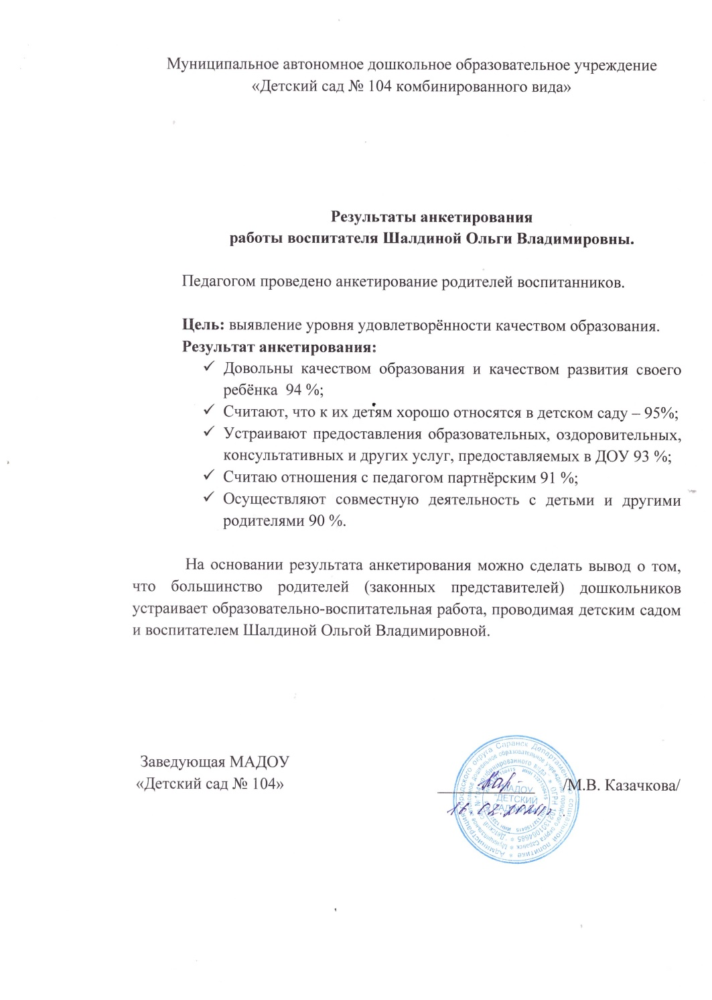 Муниципальное автономное дошкольное образовательное учреждение
«Детский сад № 104 комбинированного вида»
Результаты анкетирования
работы воспитателя Шалдиной Ольги Владимировны.
Педагогом проведено анкетирование родителей воспитанников.
Цель: выявление уровня удовлетворённости качеством образования.
Результат анкетирования:
✓ Довольны качеством образования и качеством развития своего
ребёнка 94 %;
✓ Считают, что к их детям хорошо относятся в детском саду – 95%;
✓ Устраивают предоставления образовательных, оздоровительных,
консультативных и других услуг, предоставляемых в ДОУ 93 %;
✓ Считаю отношения с педагогом партнёрским 91 %;
✓ Осуществляют совместную деятельность с детьми и другими
родителями 90 %.
На основании результата анкетирования можно сделать вывод о том,
что большинство родителей (законных представителей) дошкольников
устраивает образовательно-воспитательная работа, проводимая детским садом
и воспитателем Шалдиной Ольгой Владимировной.
Заведующая МАДОУ
«Детский сад № 104» /М.В. Казачкова/
МАДОУ
"ДЕТСКИЙ